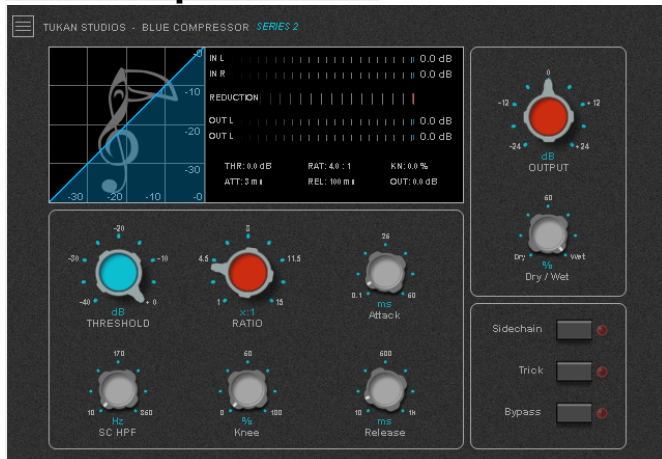 TUKAN STUDIOS - BLUE COMPRESSOR SERIES 2
IN L 0.0 dB
IN R 0.0 dB
REDUCTION
OUT L 0.0 dB
OUT L 0.0 dB
THR: 0.0 dB RAT: 4.0 : 1 KN: 0.0 %
ATT: 3 ms REL: 100 ms OUT: 0.0 dB
-0
-10
-20
-30
-30 -20 -10 -0
0
-12 +12
-24 +24
dB
OUTPUT
60
Dry Wet
%
Dry / Wet
-20
-30 -10
-40 + 0
dB
THRESHOLD
8
4.5 11.5
1 15
x:1
RATIO
26
0.1 60
ms
Attack
170
10 360
Hz
SC HPF
60
0 100
%
Knee
600
10 1k
ms
Release
Sidechain
Trick
Bypass